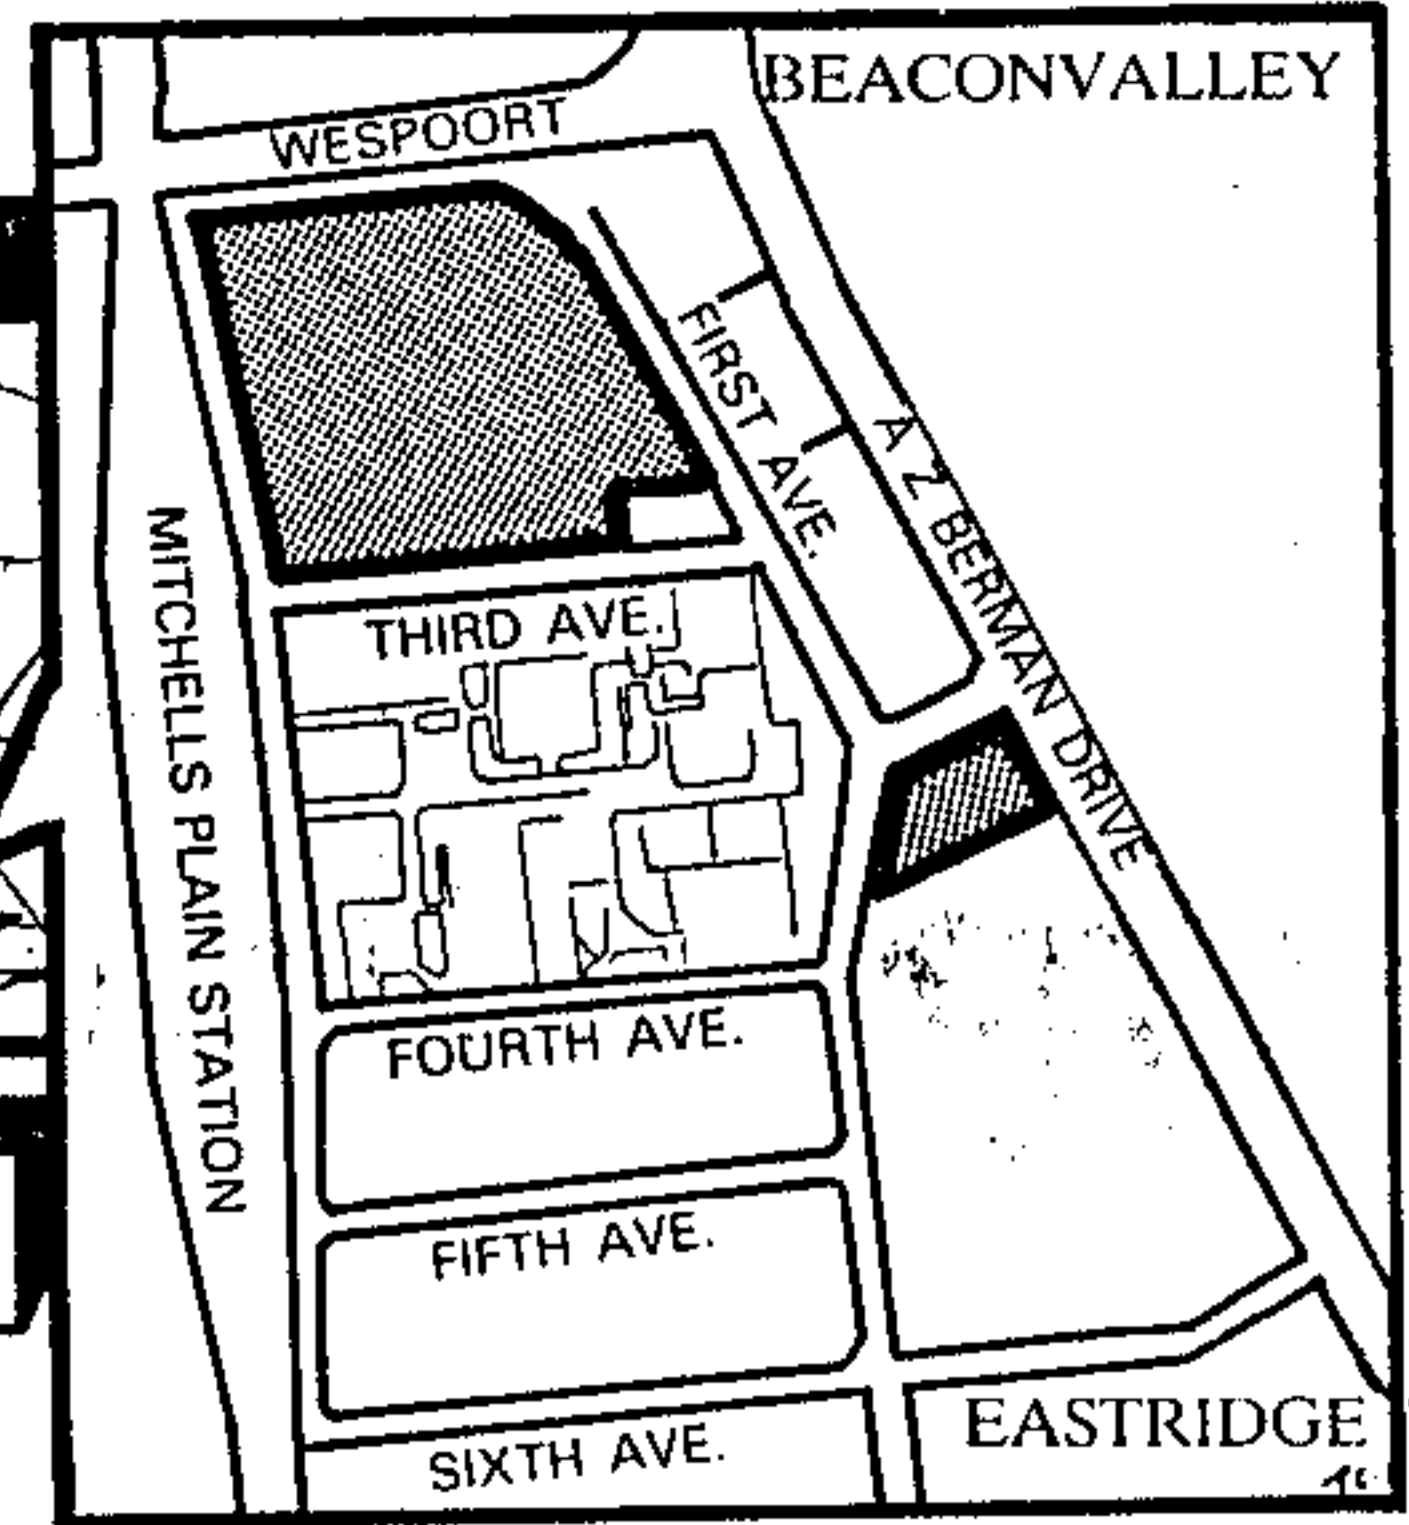 BEACONVALLEY
WESPOORT
FIRST AVE.
A Z BERMAN DRIVE
MITCHELLS PLAIN STATION
THIRD AVE.
FOURTH AVE.
FIFTH AVE.
EASTRIDGE
SIXTH AVE.